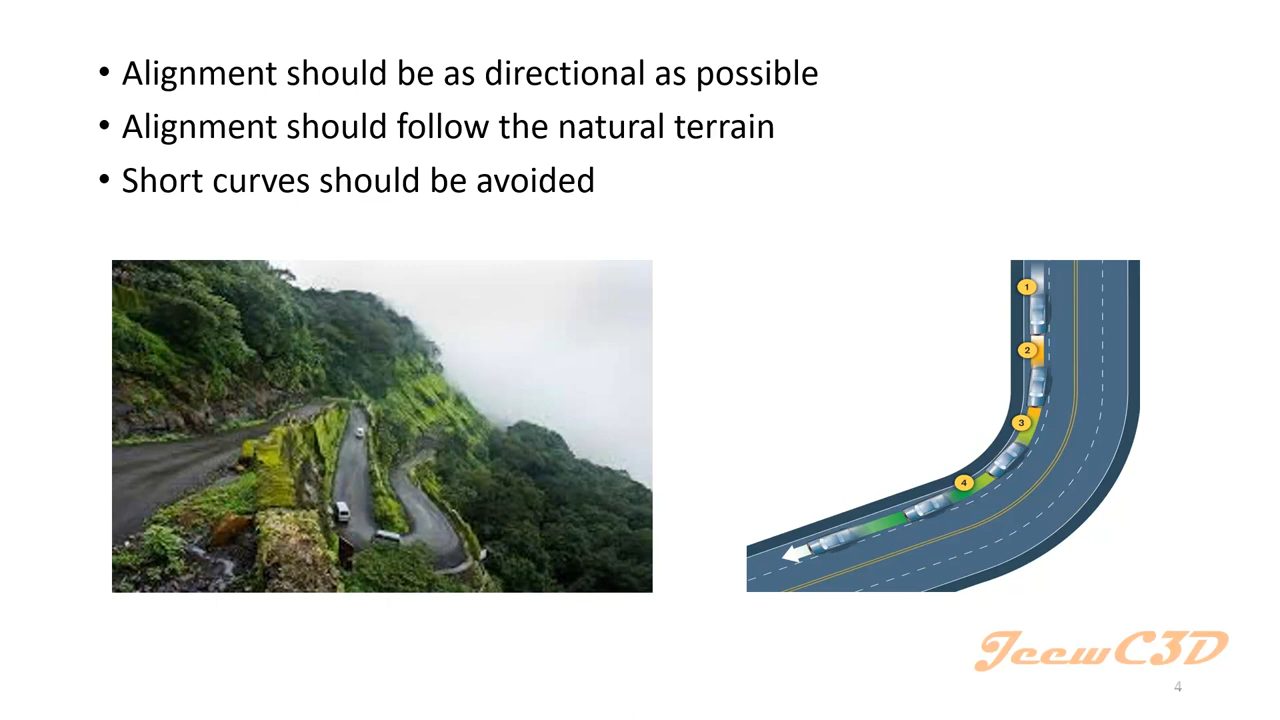 • Alignment should be as directional as possible
• Alignment should follow the natural terrain
• Short curves should be avoided
1
2
3
4
JeewC3D
4